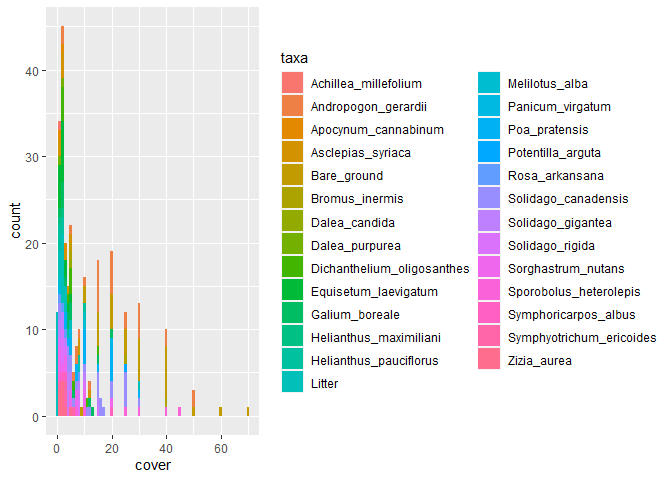 count
40
30
20
10
0
0
20
40
60
cover
taxa
Achillea_millefolium
Andropogon_gerardii
Apocynum_cannabinum
Asclepias_syriaca
Bare_ground
Bromus_inermis
Dalea_candida
Dalea_purpurea
Dichanthelium_oligosanthes
Equisetum_laevigatum
Galium_boreale
Helianthus_maximiliani
Helianthus_pauciflorus
Litter
Melilotus_alba
Panicum_virgatum
Poa_pratensis
Potentilla_arguta
Rosa_arkansana
Solidago_canadensis
Solidago_gigantea
Solidago_rigida
Sorghastrum_nutans
Sporobolus_heterolepis
Symphoricarpos_albus
Symphyotrichum_ericoides
Zizia_aurea